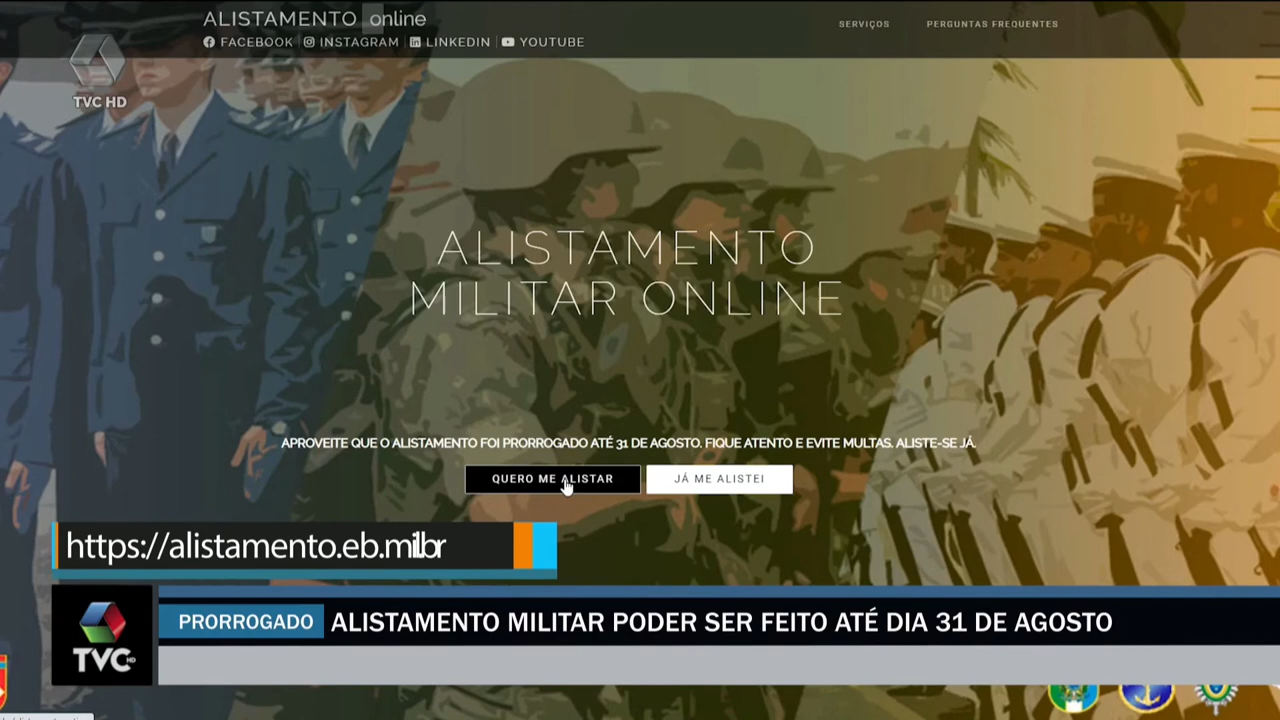 ALISTAMENTO online
SERVIÇOS
PERGUNTAS FREQUENTES
FACEBOOK INSTAGRAM LINKEDIN YOUTUBE
TVC HD
ALISTAMENTO
MILITAR ONLINE
APROVEITE QUE O ALISTAMENTO FOI PRORROGADO ATÉ 31 DE AGOSTO. FIQUE ATENTO E EVITE MULTAS. ALISTE-SE JÁ.
QUERO ME ALISTAR
JÁ ME ALISTEI
https://alistamento.eb.mil.br
PRORROGADO ALISTAMENTO MILITAR PODER SER FEITO ATÉ DIA 31 DE AGOSTO
TVC HD